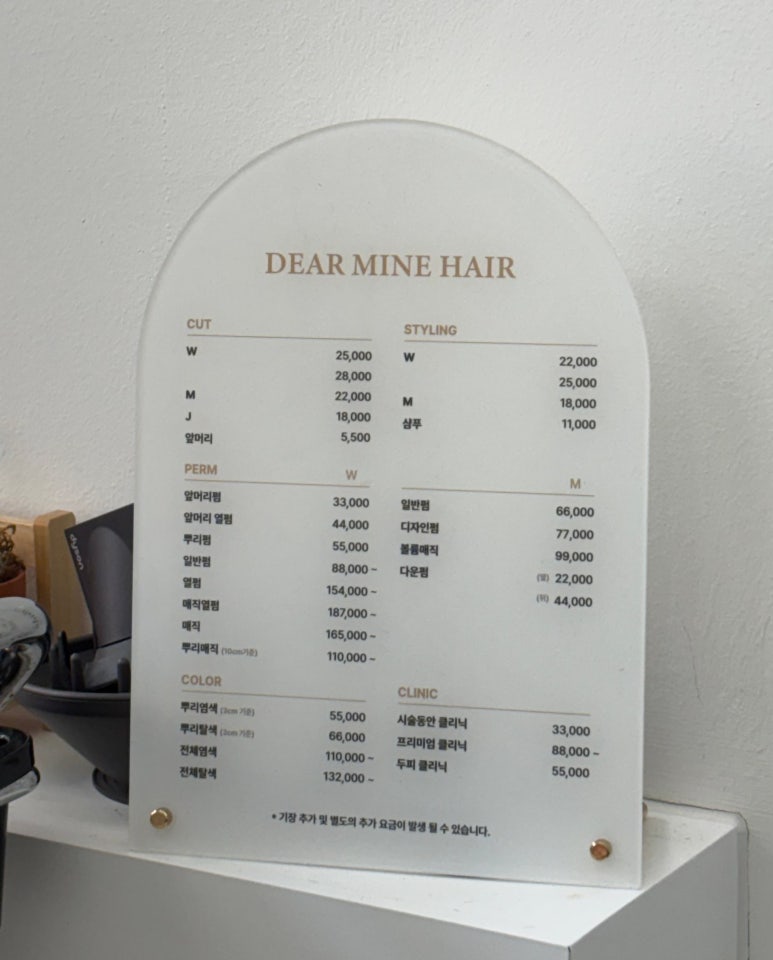 DEAR MINE HAIR
CUT
W 25,000
28,000
M 22,000
J 18,000
앞머리 5,500
STYLING
W 22,000
25,000
M 18,000
샴푸 11,000
PERM W
앞머리펌 33,000
앞머리 열펌 44,000
뿌리펌 55,000
일반펌 88,000 ~
열펌 154,000 ~
매직열펌 187,000 ~
매직 165,000 ~
뿌리매직 (10cm기준) 110,000 ~
M
일반펌 66,000
디자인펌 77,000
볼륨매직 99,000
다운펌 (옆) 22,000
44,000
COLOR
뿌리염색 (3cm 기준) 55,000
뿌리탈색 (3cm 기준) 66,000
전체염색 110,000 ~
전체탈색 132,000 ~
CLINIC
시술동안 클리닉 33,000
프리미엄 클리닉 88,000 ~
두피 클리닉 55,000
* 기장 추가 및 별도의 추가 요금이 발생 될 수 있습니다.
dyson